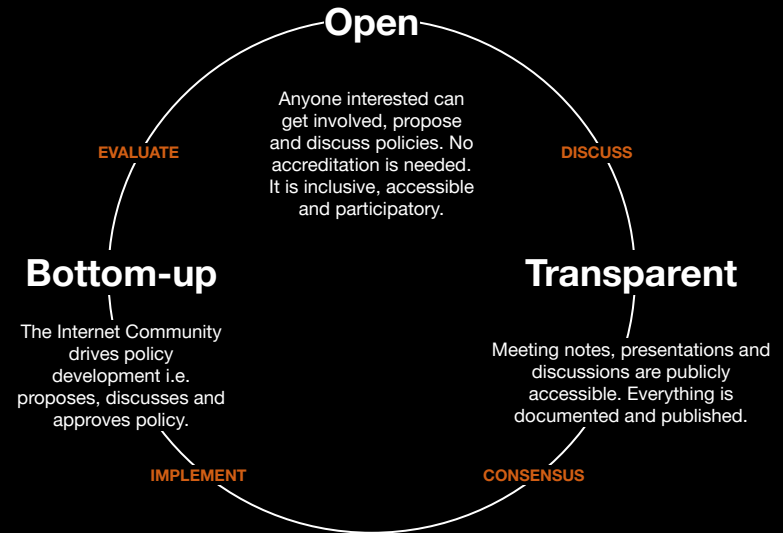 Open
Anyone interested can
get involved, propose
and discuss policies. No
accreditation is needed.
It is inclusive, accessible
and participatory.
EVALUATE
DISCUSS
Bottom-up
The Internet Community
drives policy
development i.e.
proposes, discusses and
approves policy.
Transparent
Meeting notes, presentations and
discussions are publicly
accessible. Everything is
documented and published.
IMPLEMENT
CONSENSUS